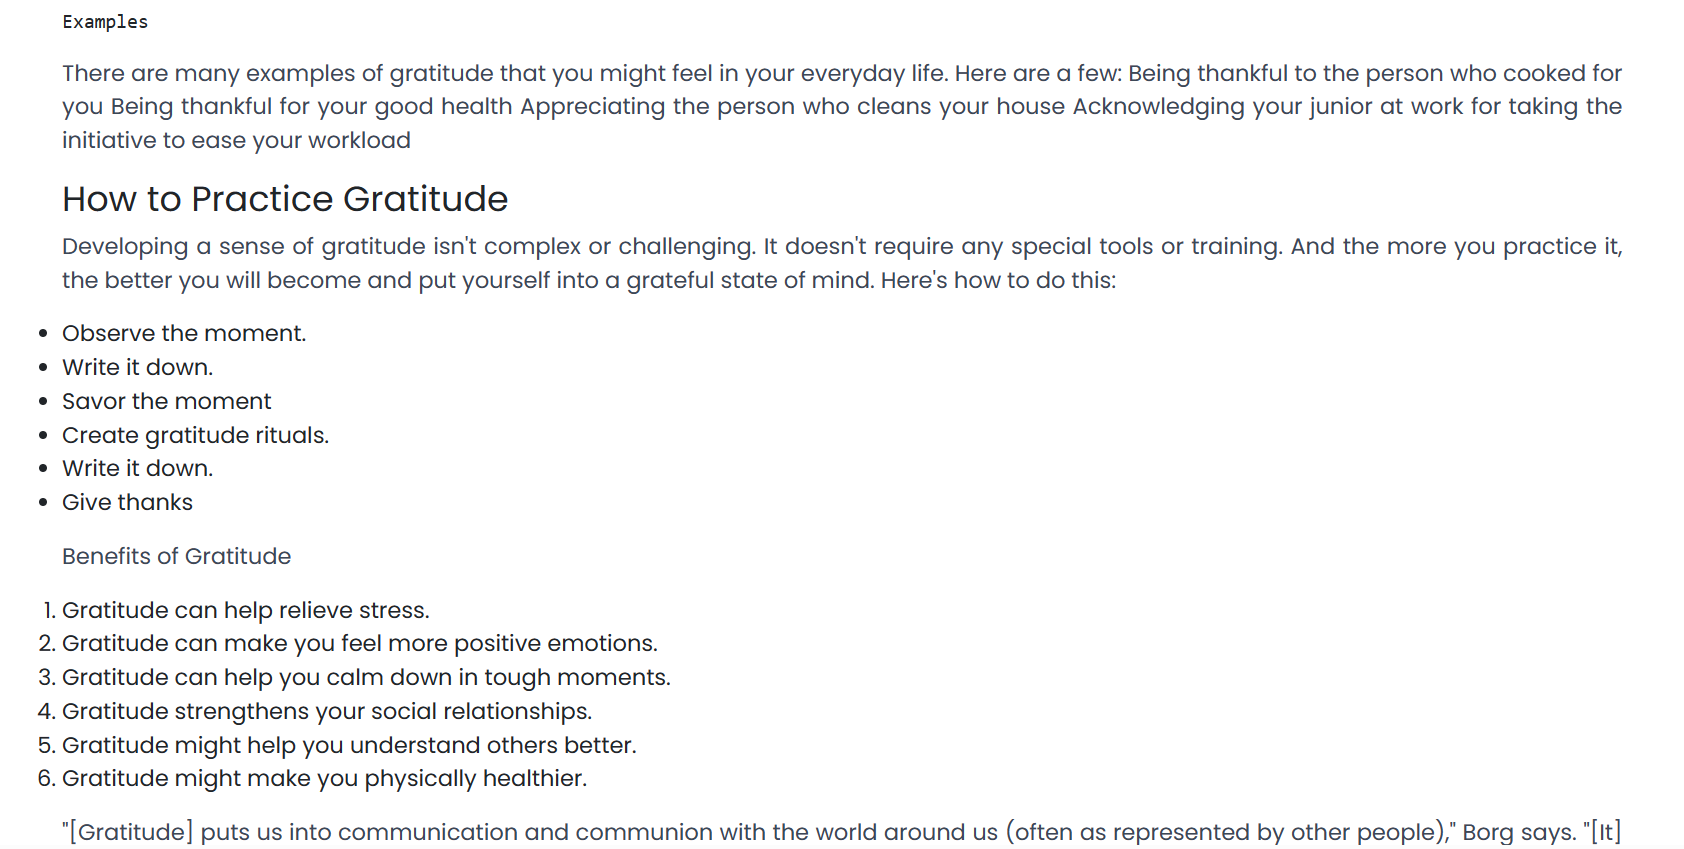 Examples
There are many examples of gratitude that you might feel in your everyday life. Here are a few: Being thankful to the person who cooked for
you Being thankful for your good health Appreciating the person who cleans your house Acknowledging your junior at work for taking the
initiative to ease your workload
How to Practice Gratitude
Developing a sense of gratitude isn't complex or challenging. It doesn't require any special tools or training. And the more you practice it,
the better you will become and put yourself into a grateful state of mind. Here's how to do this:
• Observe the moment.
• Write it down.
• Savor the moment
• Create gratitude rituals.
• Write it down.
• Give thanks
Benefits of Gratitude
1. Gratitude can help relieve stress.
2. Gratitude can make you feel more positive emotions.
3. Gratitude can help you calm down in tough moments.
4. Gratitude strengthens your social relationships.
5. Gratitude might help you understand others better.
6. Gratitude might make you physically healthier.
"[Gratitude] puts us into communication and communion with the world around us (often as represented by other people)," Borg says. "[It]